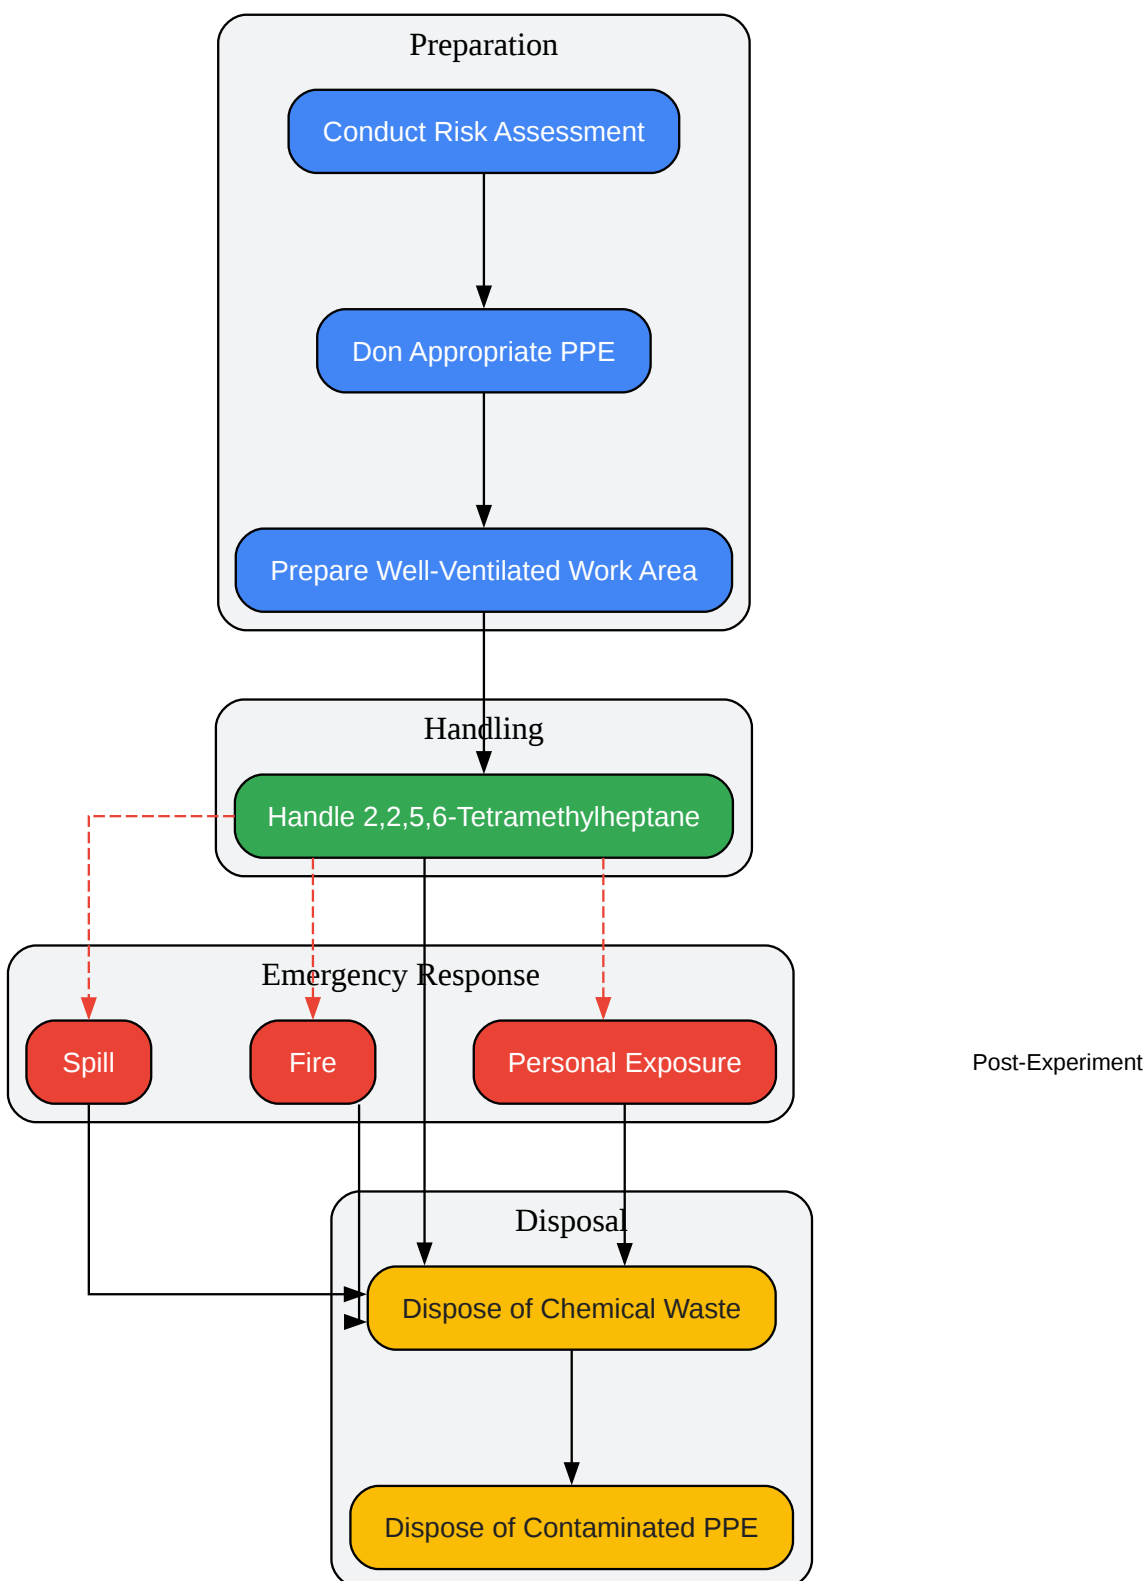 Preparation
Conduct Risk Assessment
Don Appropriate PPE
Prepare Well-Ventilated Work Area
Handling
Handle 2,2,5,6-Tetramethylheptane
Emergency Response
Spill
Fire
Personal Exposure
Post-Experiment
Disposal
Dispose of Chemical Waste
Dispose of Contaminated PPE